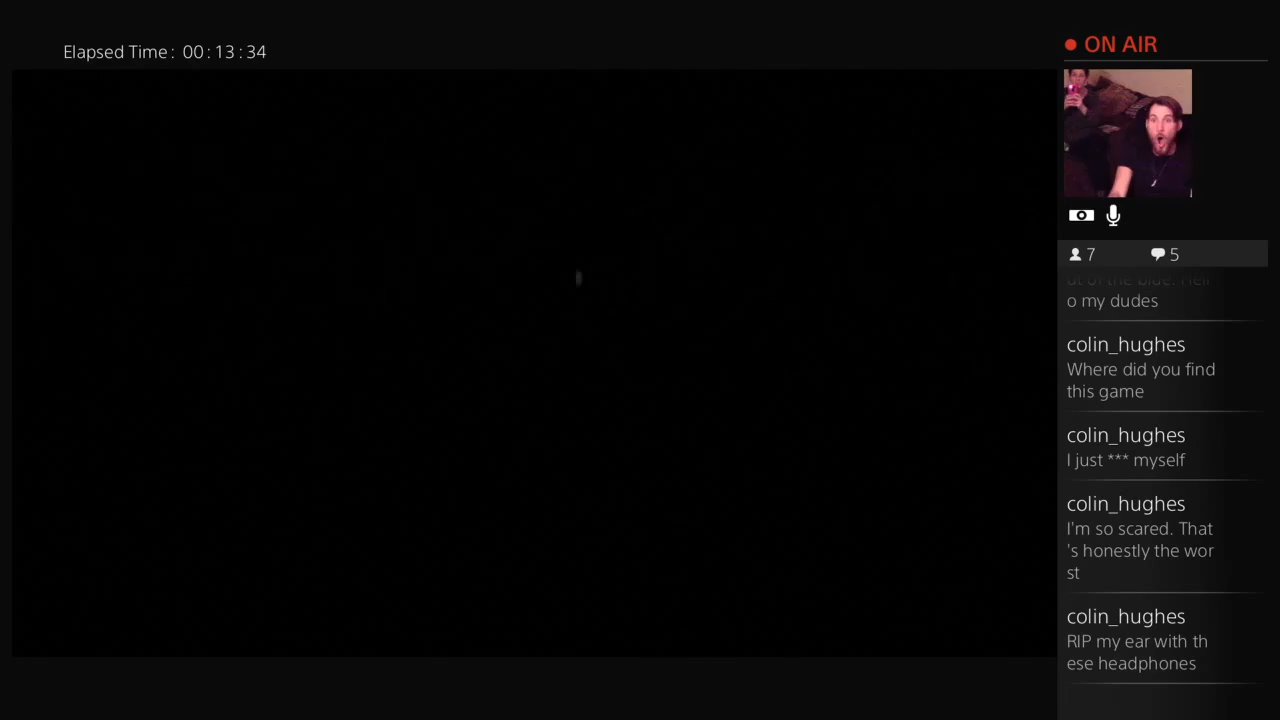 Elapsed Time: 00:13:34
ON AIR
7 5
o my dudes
colin_hughes
Where did you find
this game
colin_hughes
I just *** myself
colin_hughes
I'm so scared. That
's honestly the wor
st
colin_hughes
RIP my ear with th
ese headphones